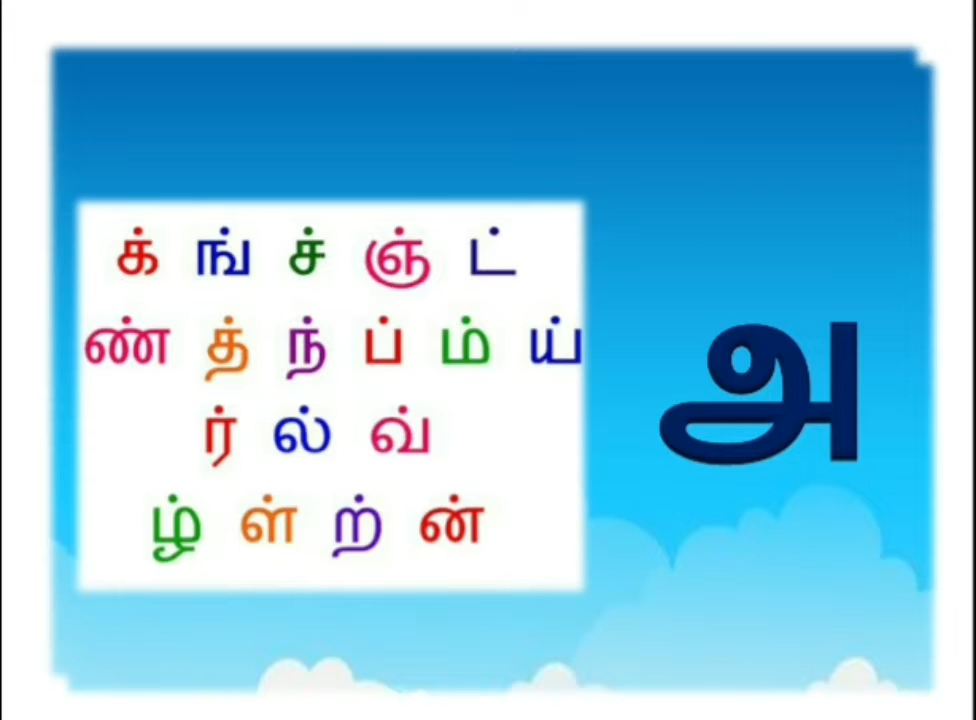 க் ங் ச் ஞ் ட்
ண் த் ந் ப் ம் ய்
ர் ல் வ்
ழ் ள் ற் ன்
அ